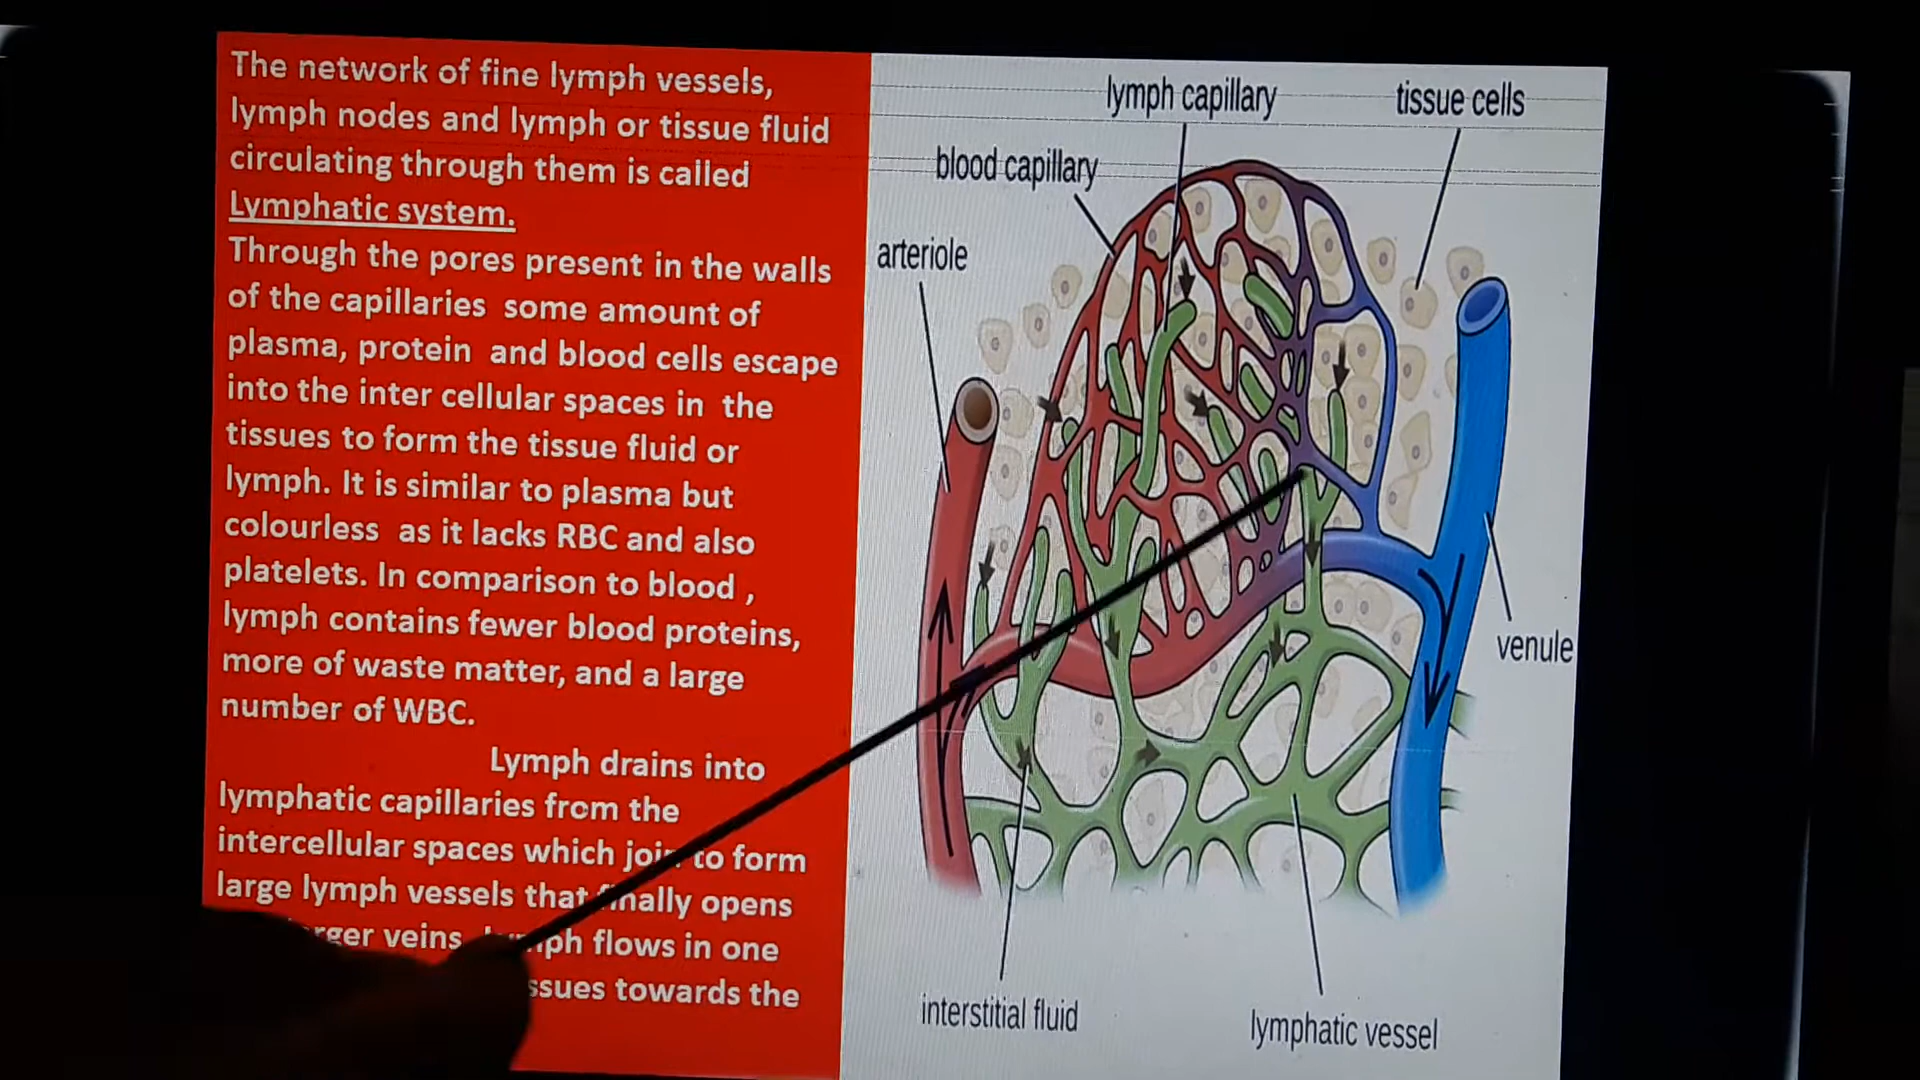 The network of fine lymph vessels,
lymph nodes and lymph or tissue fluid
circulating through them is called
Lymphatic system.
Through the pores present in the walls
of the capillaries some amount of
plasma, protein and blood cells escape
into the inter cellular spaces in the
tissues to form the tissue fluid or
lymph. It is similar to plasma but
colourless as it lacks RBC and also
platelets. In comparison to blood ,
lymph contains fewer blood proteins,
more of waste matter, and a large
number of WBC.
Lymph drains into
lymphatic capillaries from the
intercellular spaces which join to form
large lymph vessels that finally opens
veins flows in one
towards the
lymph capillary
tissue cells
blood capillary
arteriole
venule
interstitial fluid
lymphatic vessel